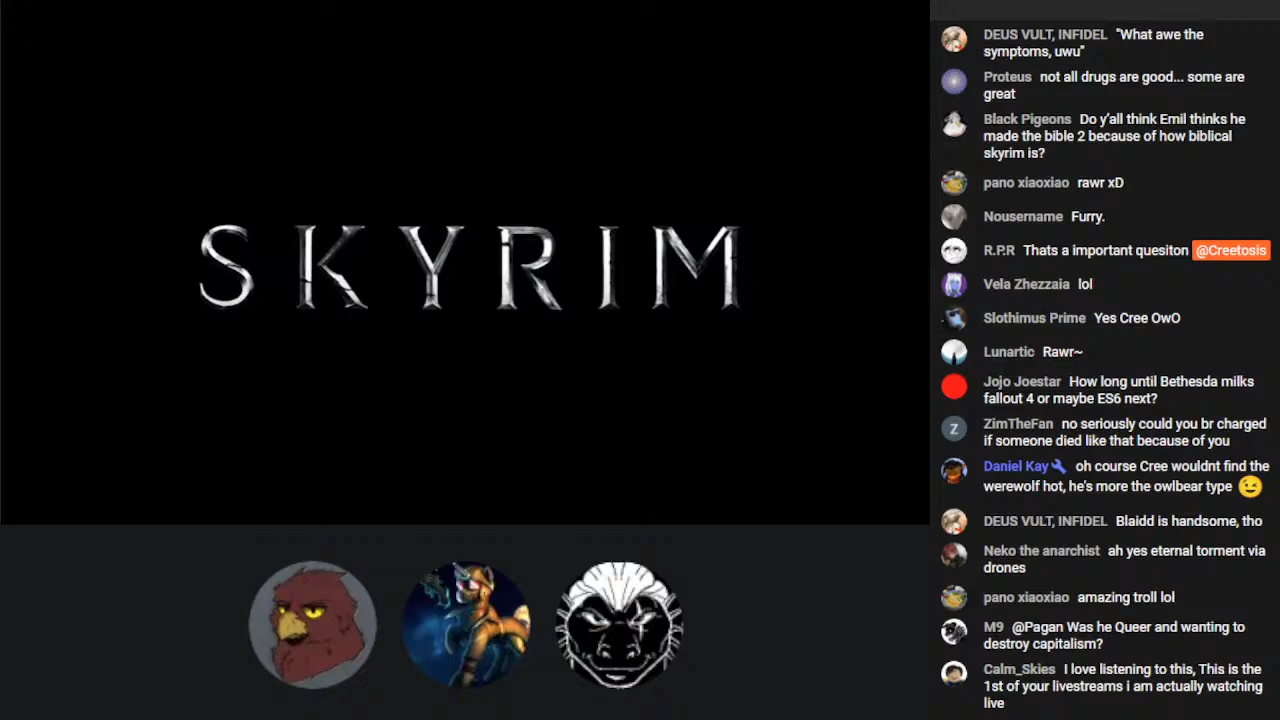 SKYRIM
DEUS VULT, INFIDEL "What awe the
symptoms, uwu"
Proteus not all drugs are good... some are
great
Black Pigeons Do y'all think Emil thinks he
made the bible 2 because of how biblical
skyrim is?
pano xiaoxiao rawr xD
Nousername Furry.
R.P.R Thats a important quesiton @Creetosis
Vela Zhezzaia lol
Slothimus Prime Yes Cree OwO
Lunartic Rawr~
Jojo Joestar How long until Bethesda milks
fallout 4 or maybe ES6 next?
Z
ZimTheFan no seriously could you br charged
if someone died like that because of you
Daniel Kay oh course Cree wouldnt find the
werewolf hot, he's more the owlbear type 😉
DEUS VULT, INFIDEL Blaidd is handsome, tho
Neko the anarchist ah yes eternal torment via
drones
pano xiaoxiao amazing troll lol
M9 @Pagan Was he Queer and wanting to
destroy capitalism?
Calm_Skies I love listening to this, This is the
1st of your livestreams i am actually watching
live